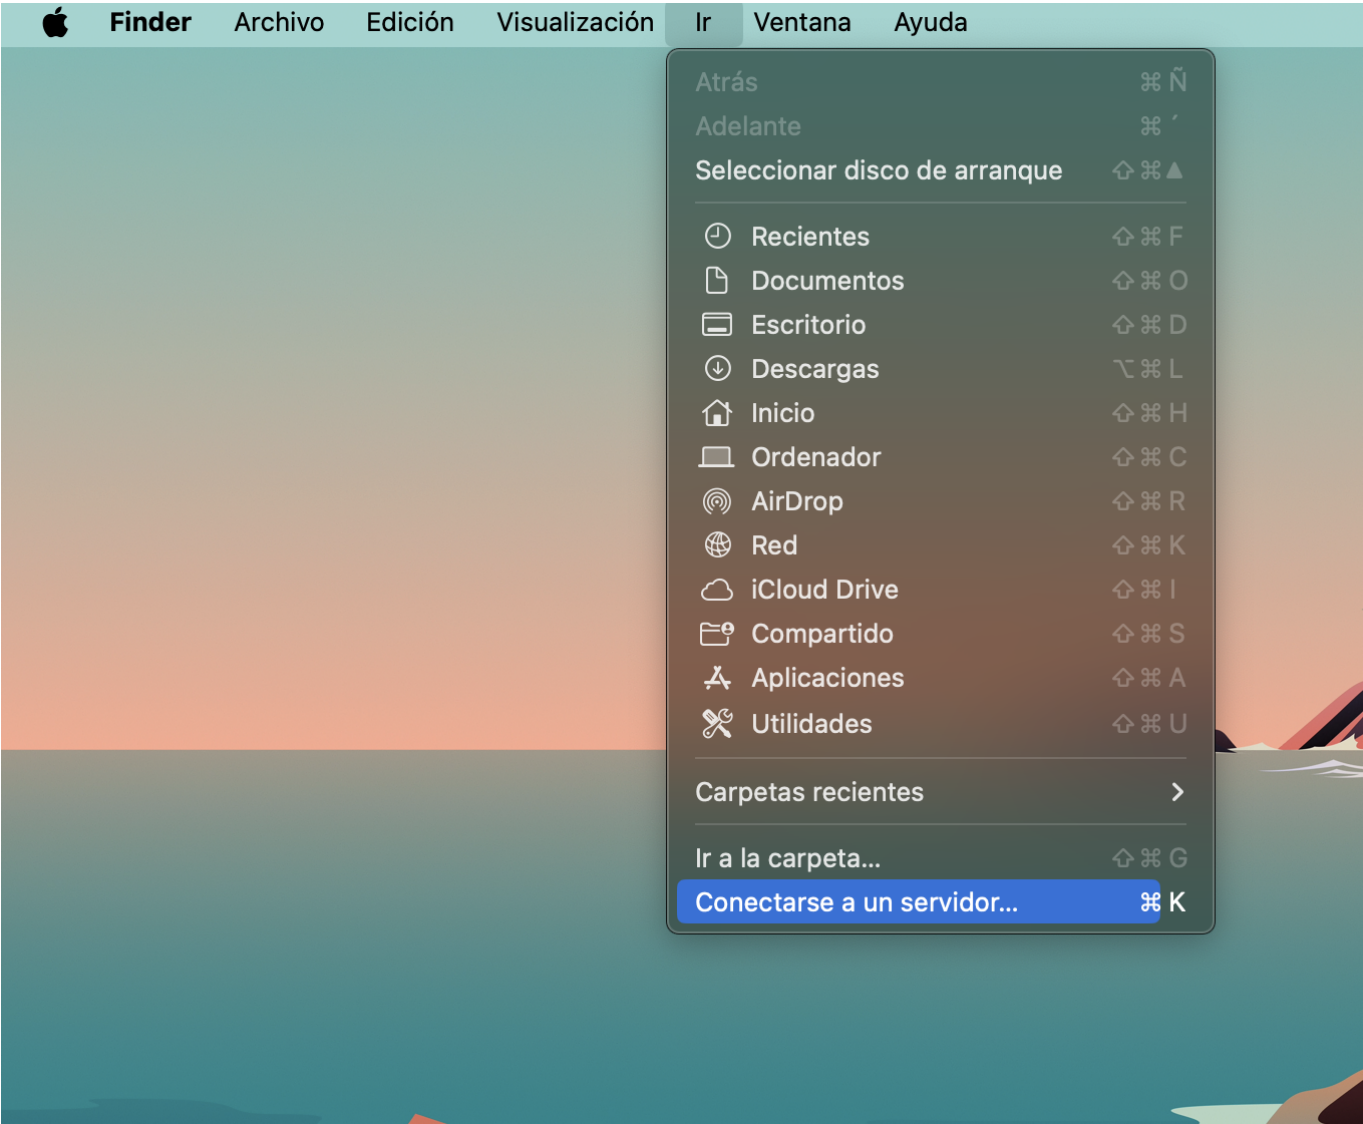 Finder Archivo Edición Visualización Ir Ventana Ayuda
Atrás ⌘ Ñ
Adelante ⌘ ´
Seleccionar disco de arranque ⇧ ⌘ ▲
Recientes ⇧ ⌘ F
Documentos ⇧ ⌘ O
Escritorio ⇧ ⌘ D
Descargas ⌥ ⌘ L
Inicio ⇧ ⌘ H
Ordenador ⇧ ⌘ C
AirDrop ⇧ ⌘ R
Red ⇧ ⌘ K
iCloud Drive ⇧ ⌘ I
Compartido ⇧ ⌘ S
Aplicaciones ⇧ ⌘ A
Utilidades ⇧ ⌘ U
Carpetas recientes
Ir a la carpeta... ⇧ ⌘ G
Conectarse a un servidor... ⌘ K